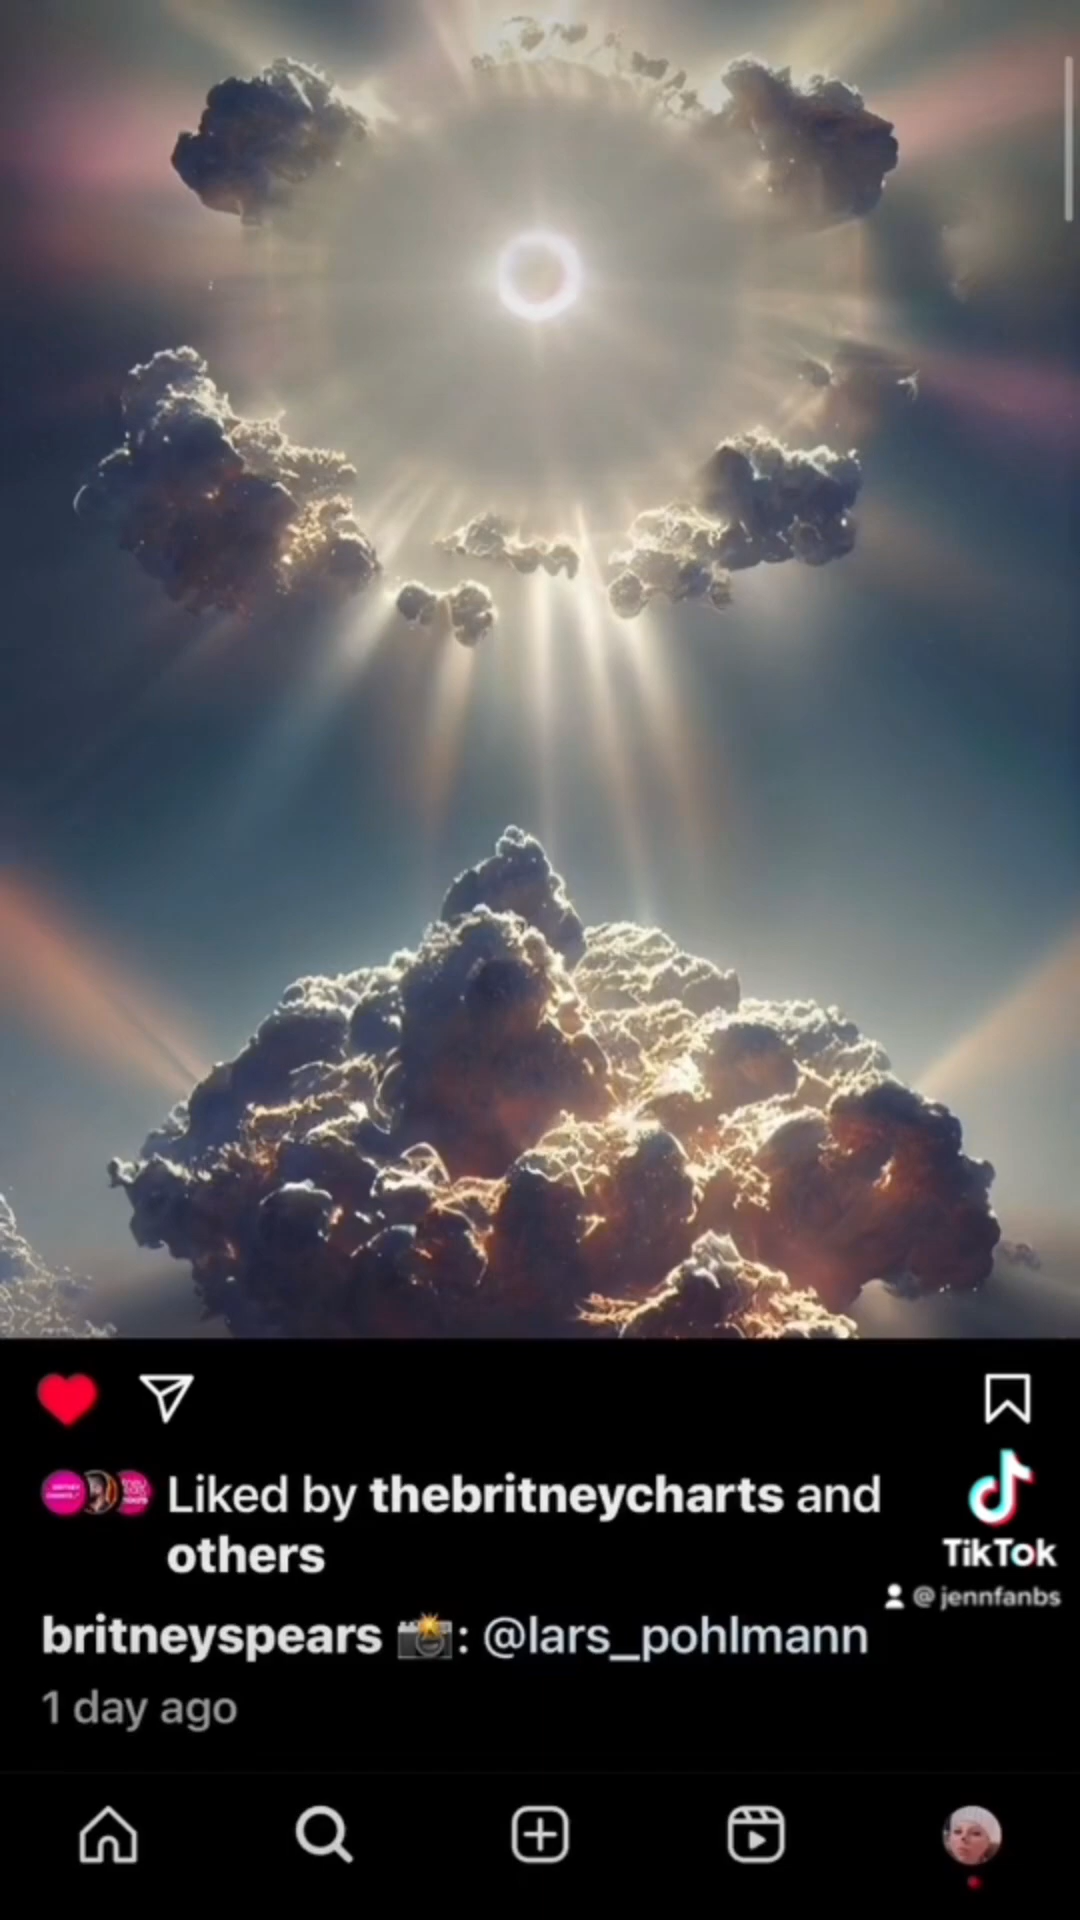 Liked by thebritneycharts and
others
TikTok
@jennfanbs
britneyspears 📸: @lars_pohlmann
1 day ago